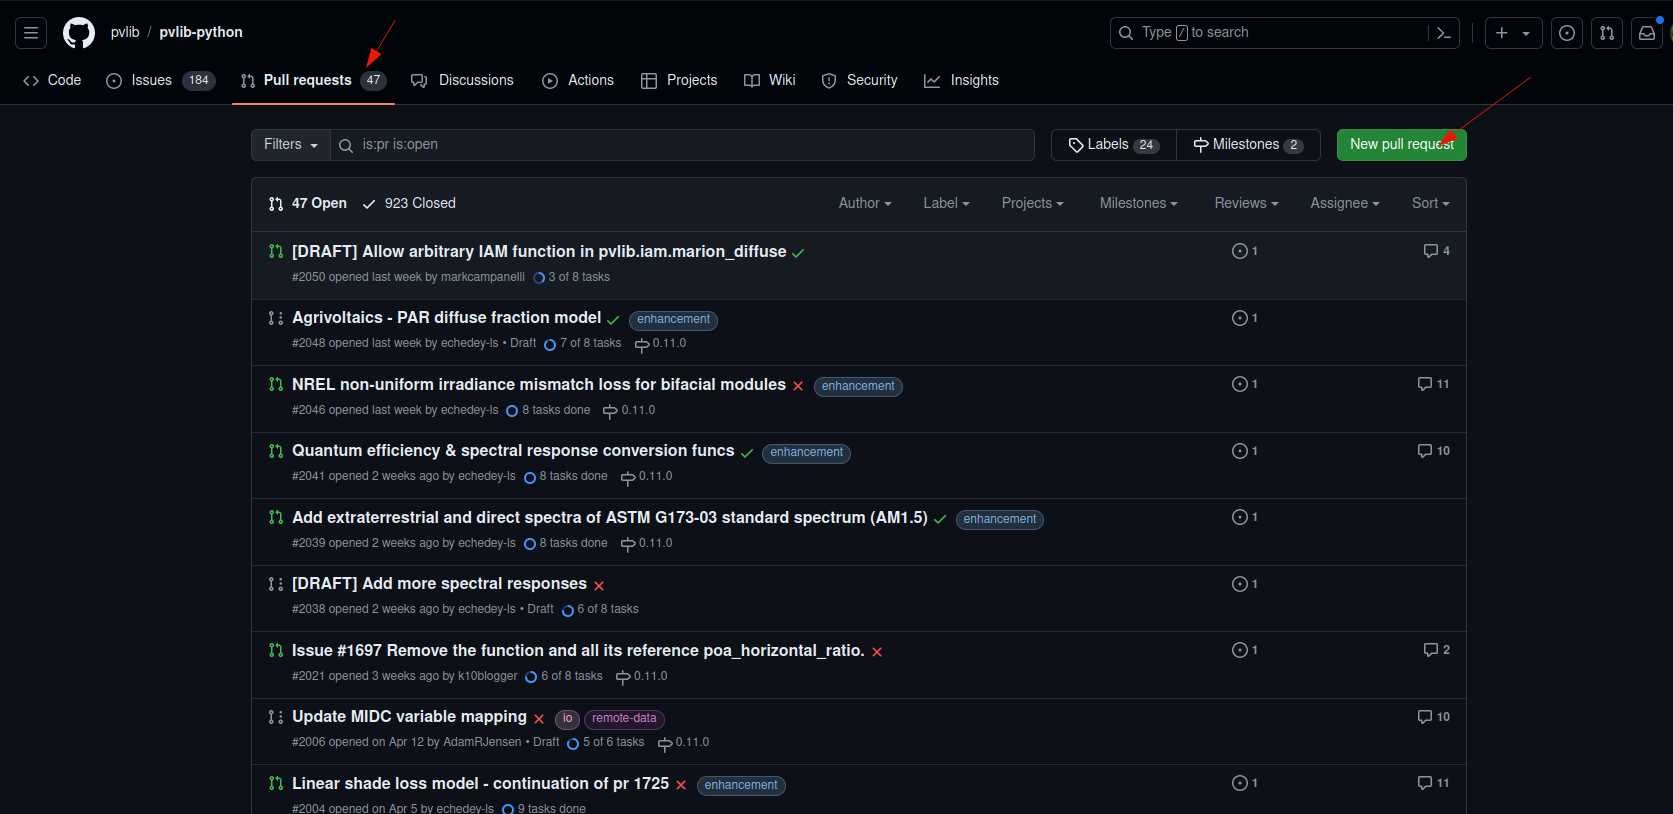 pvlib / pvlib-python
Type / to search
Code Issues 184 Pull requests 47 Discussions Actions Projects Wiki Security Insights
Filters is:pr is:open Labels 24 Milestones 2 New pull request
47 Open 923 Closed Author Label Projects Milestones Reviews Assignee Sort
[DRAFT] Allow arbitrary IAM function in pvlib.iam.marion_diffuse 1 4
#2050 opened last week by markcampanelli 3 of 8 tasks
Agrivoltaics - PAR diffuse fraction model enhancement 1
#2048 opened last week by echedey-ls • Draft 7 of 8 tasks 0.11.0
NREL non-uniform irradiance mismatch loss for bifacial modules enhancement 1 11
#2046 opened last week by echedey-ls 8 tasks done 0.11.0
Quantum efficiency & spectral response conversion funcs enhancement 1 10
#2041 opened 2 weeks ago by echedey-ls 8 tasks done 0.11.0
Add extraterrestrial and direct spectra of ASTM G173-03 standard spectrum (AM1.5) enhancement 1
#2039 opened 2 weeks ago by echedey-ls 8 tasks done 0.11.0
[DRAFT] Add more spectral responses 1
#2038 opened 2 weeks ago by echedey-ls • Draft 6 of 8 tasks
Issue #1697 Remove the function and all its reference poa_horizontal_ratio. 1 2
#2021 opened 3 weeks ago by k10blogger 6 of 8 tasks 0.11.0
Update MIDC variable mapping io remote-data 10
#2006 opened on Apr 12 by AdamRJensen • Draft 5 of 6 tasks 0.11.0
Linear shade loss model - continuation of pr 1725 enhancement 1 11
#2004 opened on Apr 5 by echedey-ls 9 tasks done